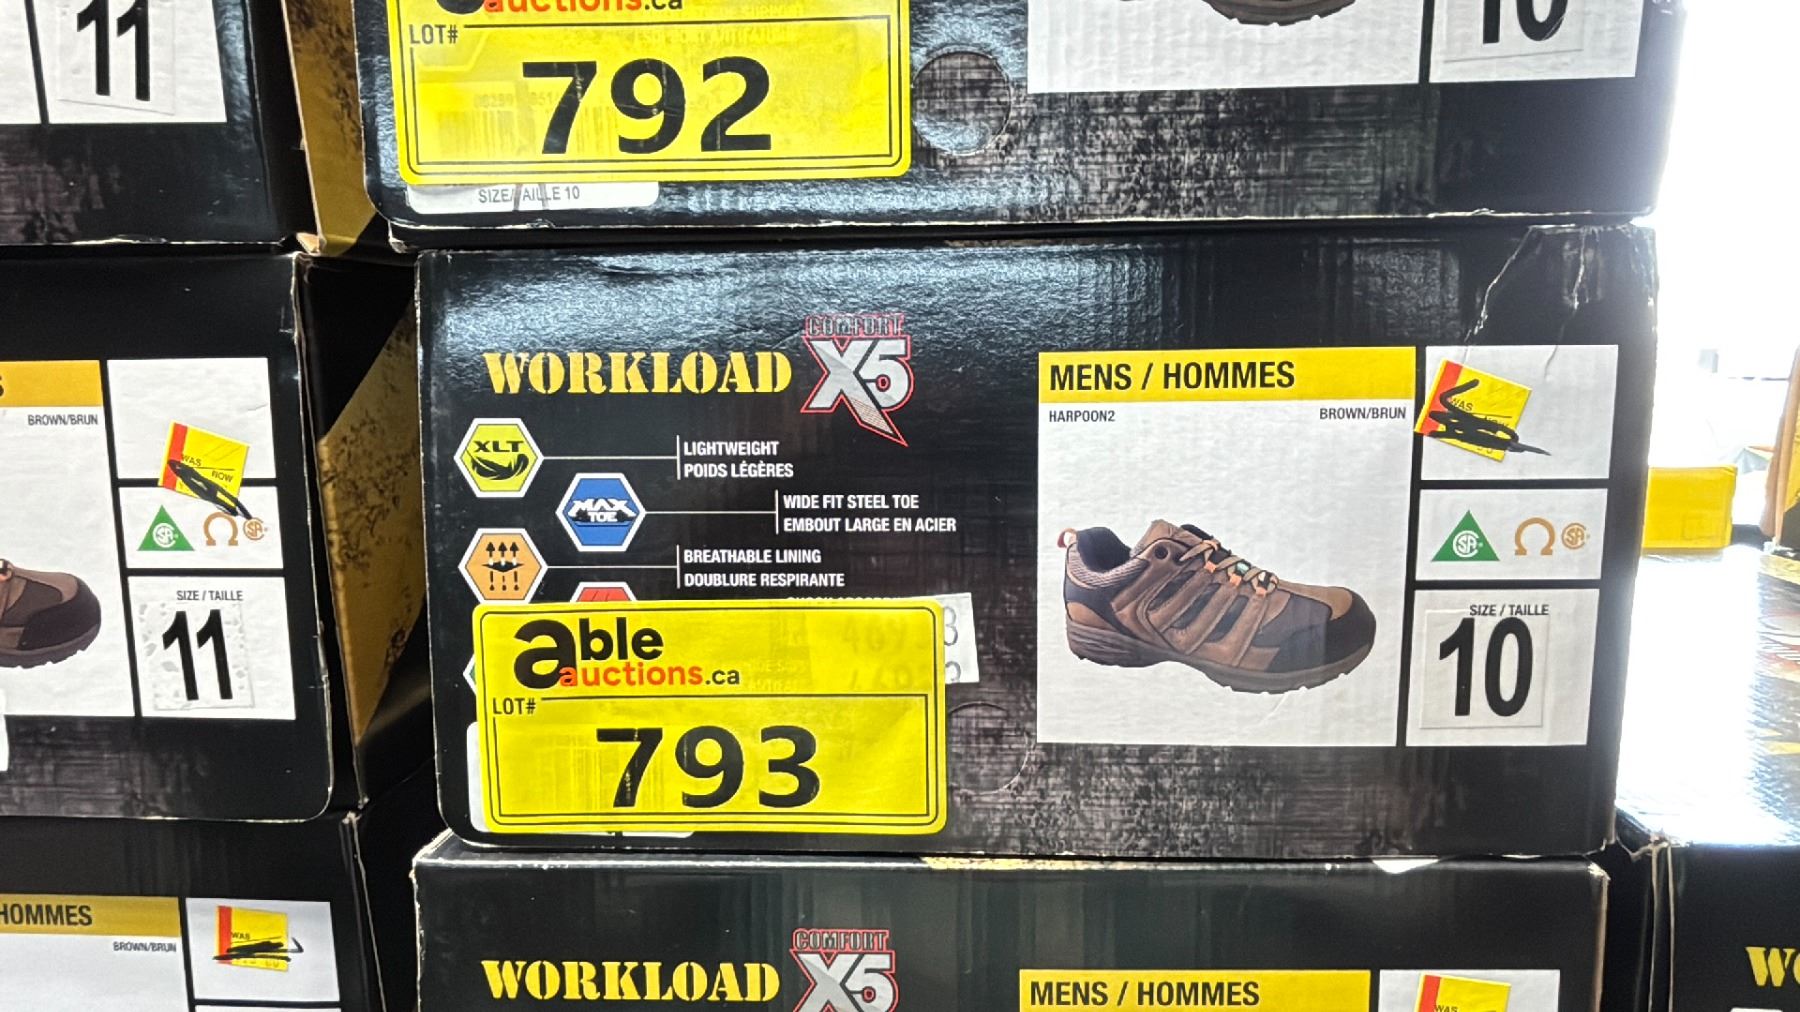 11
auctions.ca
LOT#
792
SIZE/TAILLE 10
10
BROWN/BRUN
WAS
NOW
SIZE / TAILLE
11
WORKLOAD
COMFORT
X5
XLT
LIGHTWEIGHT
POIDS LÉGÈRES
MAX
TOE
WIDE FIT STEEL TOE
EMBOUT LARGE EN ACIER
BREATHABLE LINING
DOUBLURE RESPIRANTE
able
auctions.ca
LOT#
793
MENS / HOMMES
HARPOON2
BROWN/BRUN
WAS
SIZE / TAILLE
10
HOMMES
BROWN/BRUN
WAS
WORKLOAD
COMFORT
X5
MENS / HOMMES
WAS